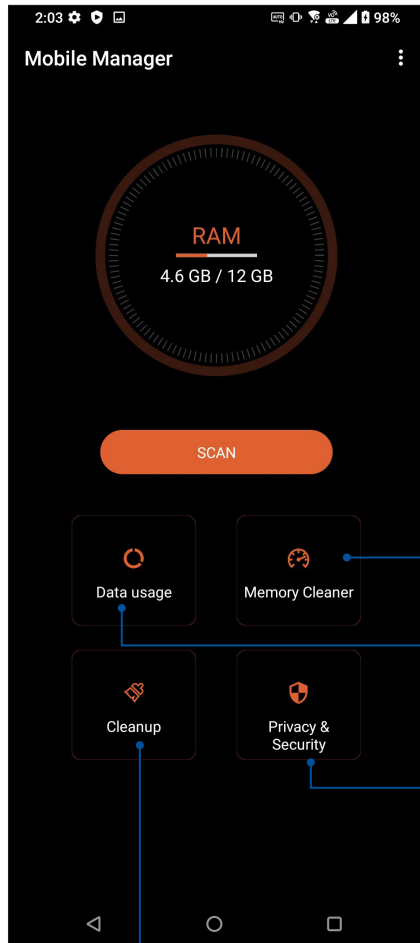 2:03 98%
Mobile Manager
RAM
4.6 GB / 12 GB
SCAN
Data usage
Memory Cleaner
Cleanup
Privacy &
Security